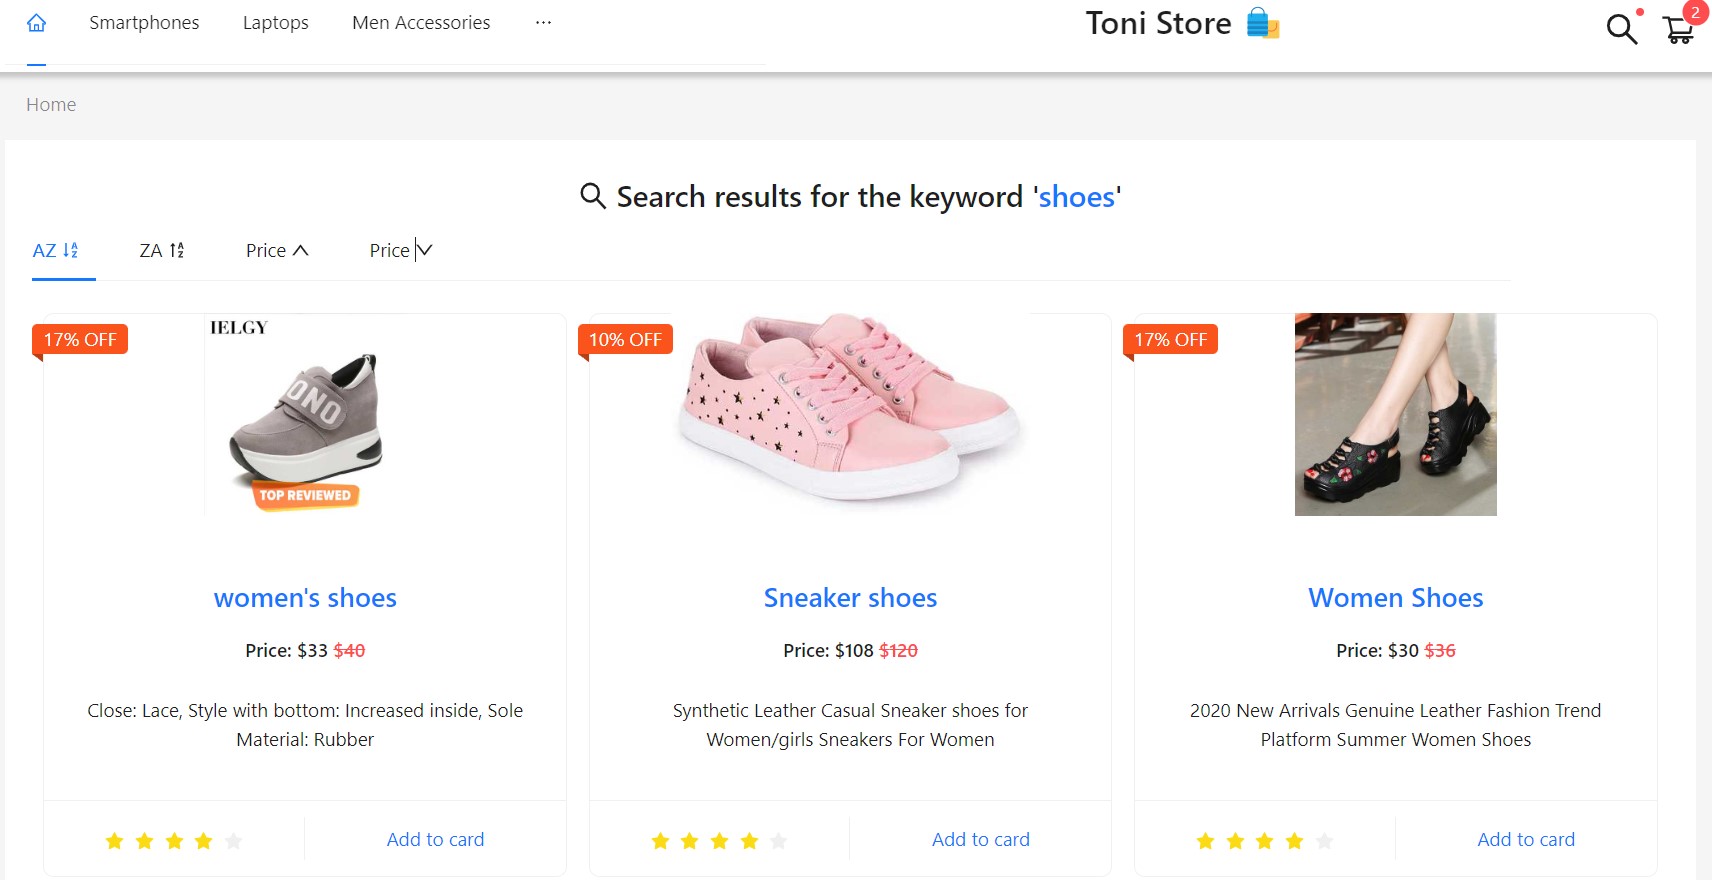 Smartphones Laptops Men Accessories ...
Toni Store
2
Home
Search results for the keyword 'shoes'
AZ ZA Price Price
17% OFF
IELGY
ONO
TOP REVIEWED
women's shoes
Price: $33 $40
Close: Lace, Style with bottom: Increased inside, Sole
Material: Rubber
Add to card
10% OFF
Sneaker shoes
Price: $108 $120
Synthetic Leather Casual Sneaker shoes for
Women/girls Sneakers For Women
Add to card
17% OFF
Women Shoes
Price: $30 $36
2020 New Arrivals Genuine Leather Fashion Trend
Platform Summer Women Shoes
Add to card